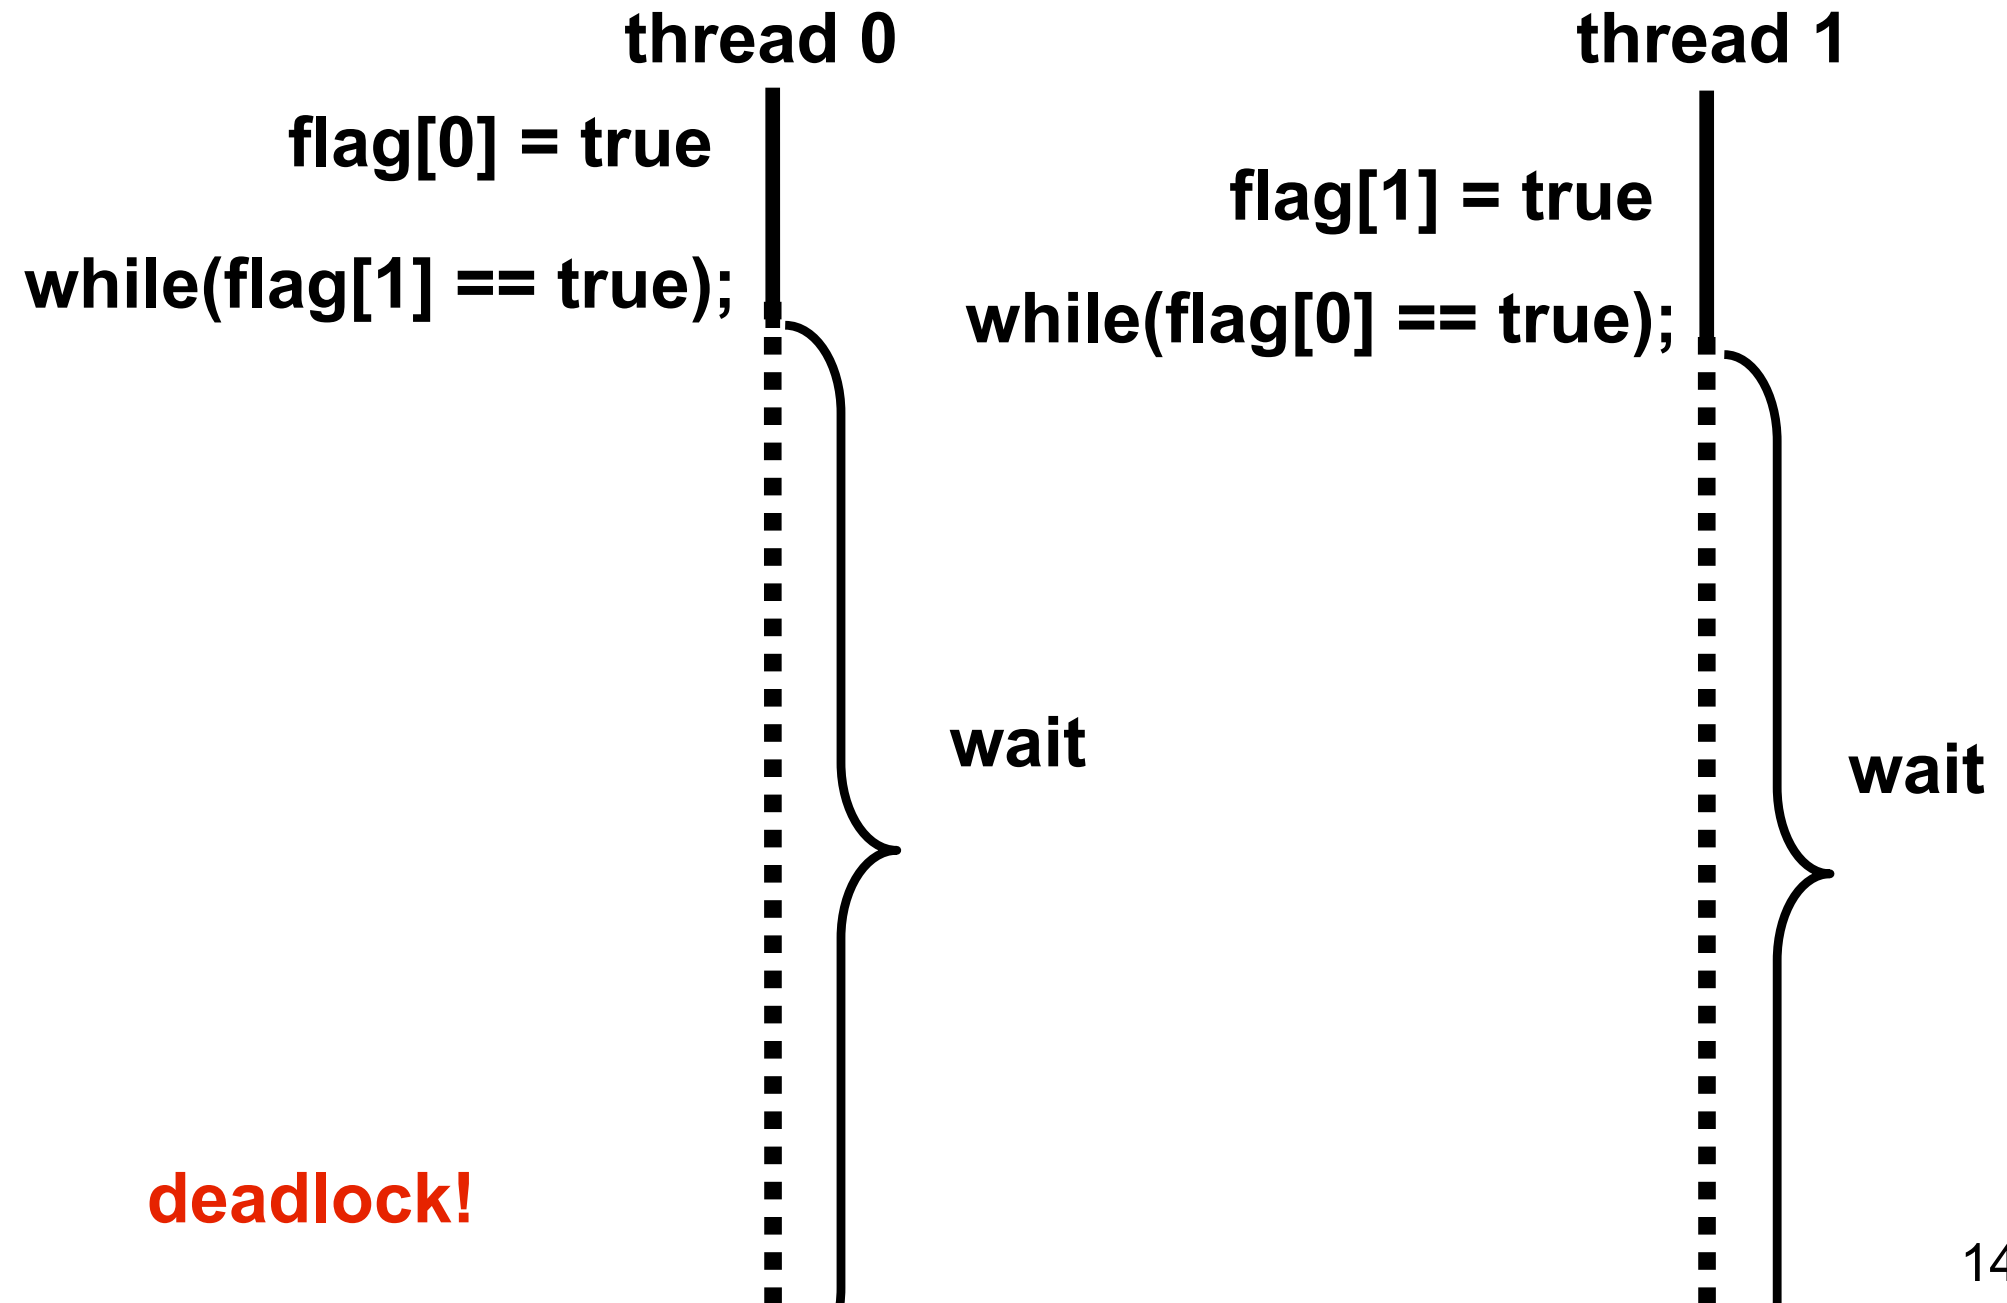 thread 0
thread 1
flag[0] = true
flag[1] = true
while(flag[1] == true);
while(flag[0] == true);
wait
wait
deadlock!
14